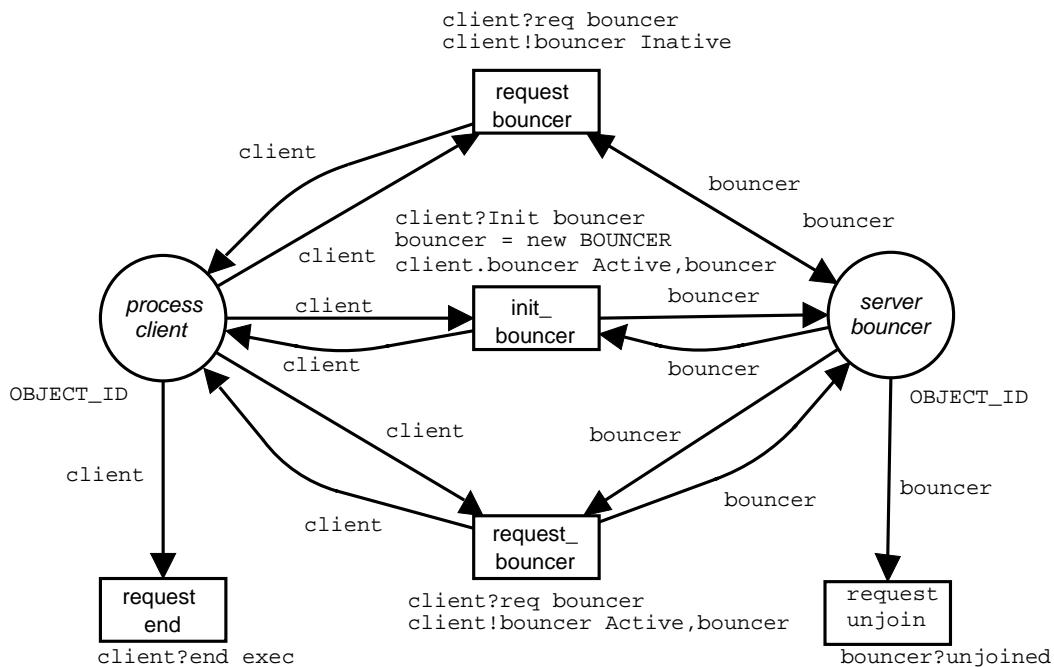 client?req bouncer
client!bouncer Inative
request
bouncer
client
bouncer
bouncer
client?Init bouncer
bouncer = new BOUNCER
client.bouncer Active,bouncer
client
process
client
client
init_
bouncer
bouncer
server
bouncer
client
bouncer
OBJECT_ID
OBJECT_ID
client
bouncer
client
bouncer
client
bouncer
request_
bouncer
request
end
client?end exec
client?req bouncer
client!bouncer Active,bouncer
request
unjoin
bouncer?unjoined